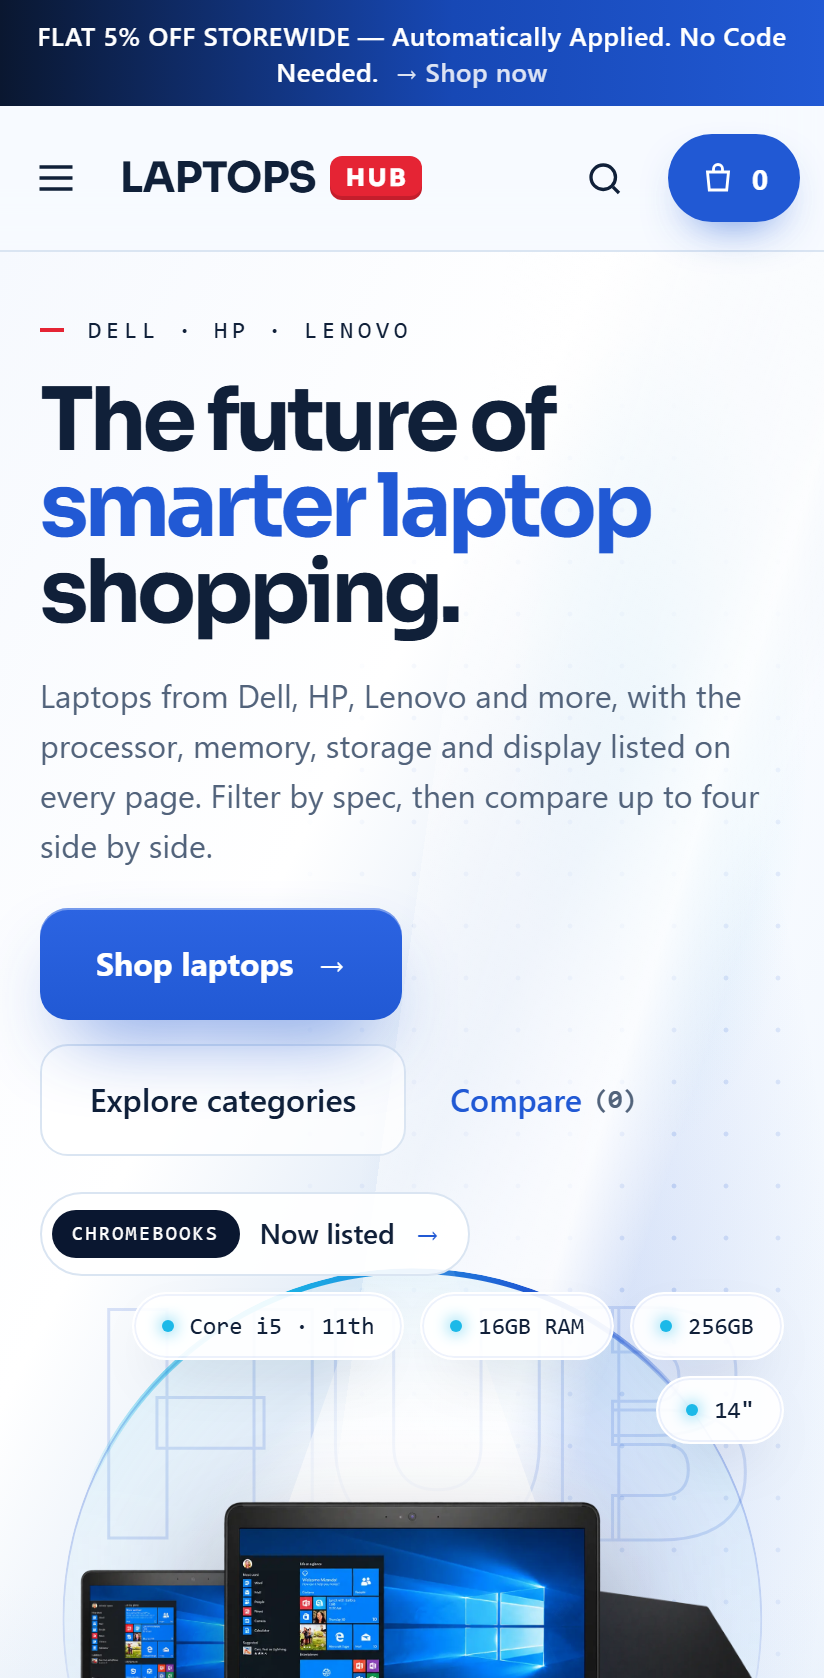 FLAT 5% OFF STOREWIDE — Automatically Applied. No Code
Needed. → Shop now
LAPTOPS HUB
0
DELL · HP · LENOVO
The future of
smarter laptop
shopping.
Laptops from Dell, HP, Lenovo and more, with the
processor, memory, storage and display listed on
every page. Filter by spec, then compare up to four
side by side.
Shop laptops →
Explore categories
Compare (0)
CHROMEBOOKS Now listed →
Core i5 · 11th
16GB RAM
256GB
14"
HUB